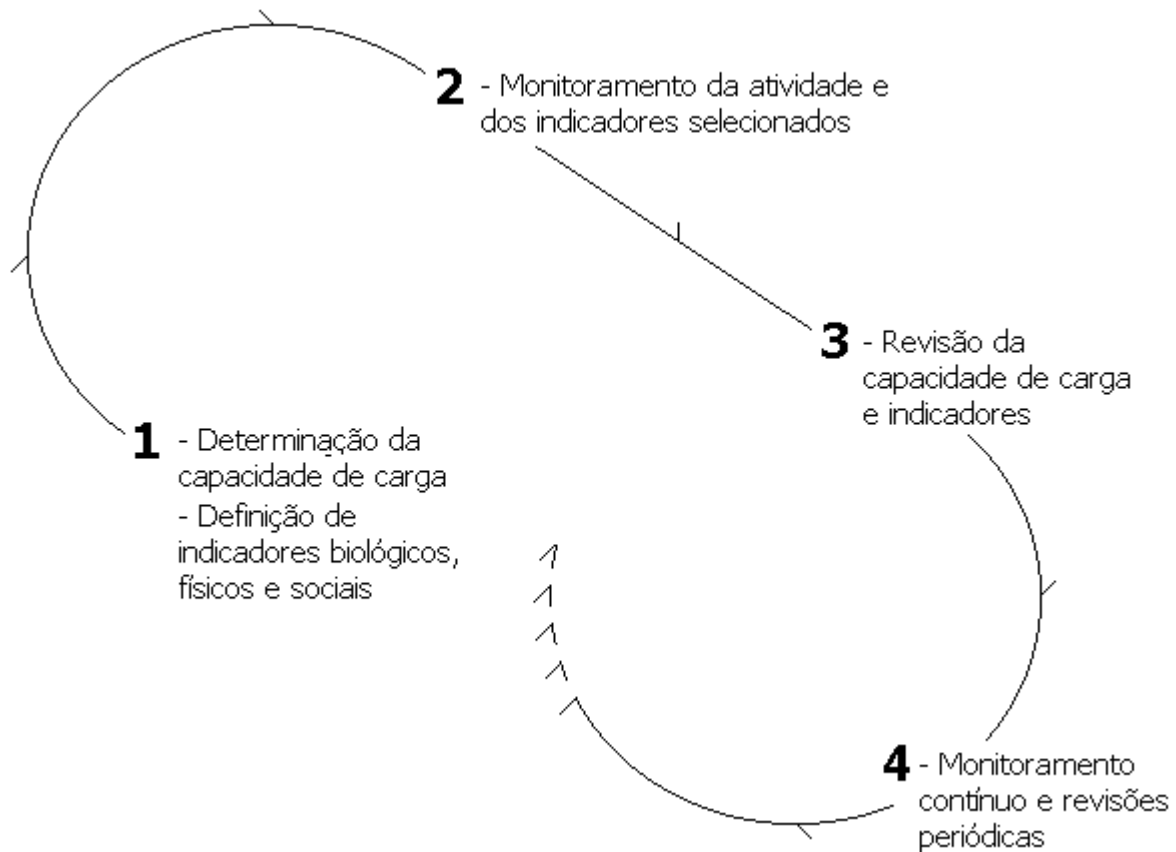 1 - Determinação da
capacidade de carga
- Definição de
indicadores biológicos,
físicos e sociais
2 - Monitoramento da atividade e
dos indicadores selecionados
3 - Revisão da
capacidade de carga
e indicadores
4 - Monitoramento
contínuo e revisões
periódicas